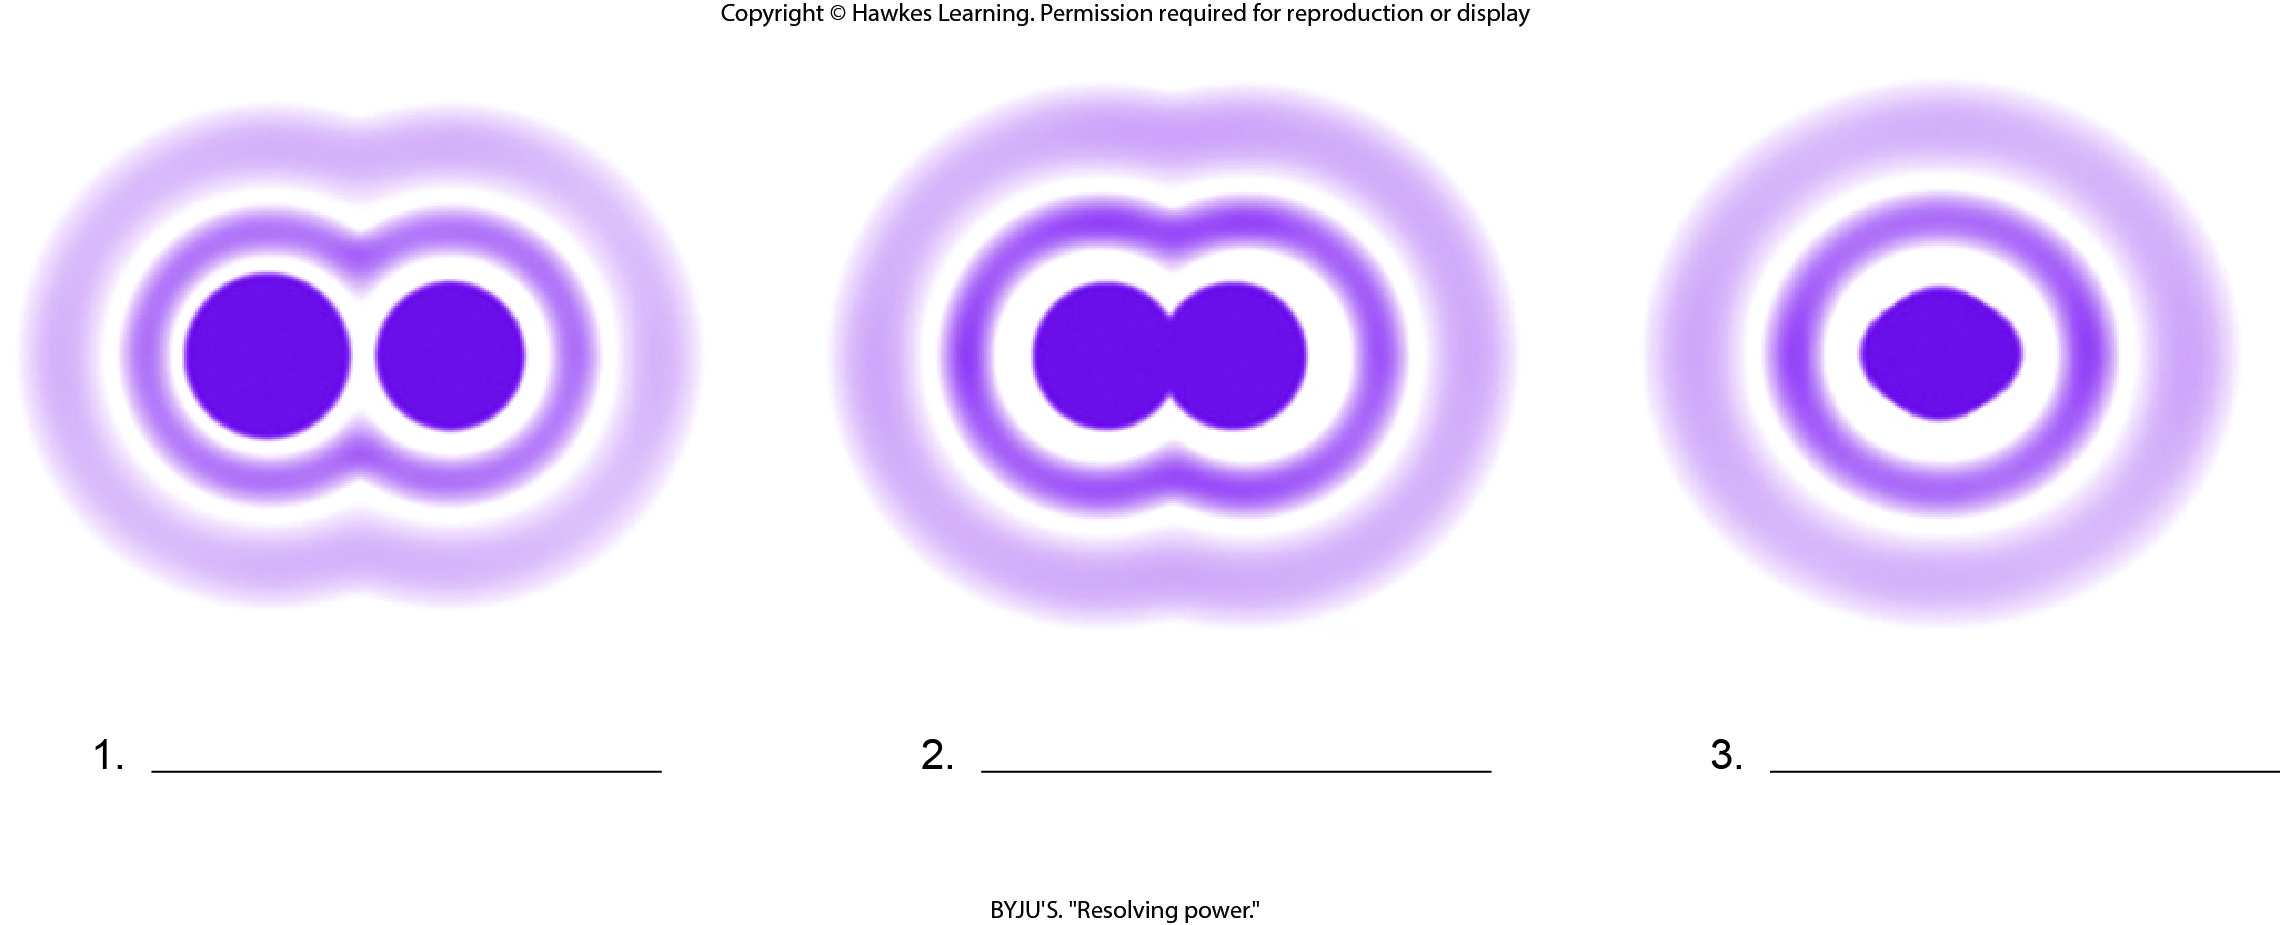 Copyright © Hawkes Learning. Permission required for reproduction or display
1.
2.
3.
BYJU'S. "Resolving power."